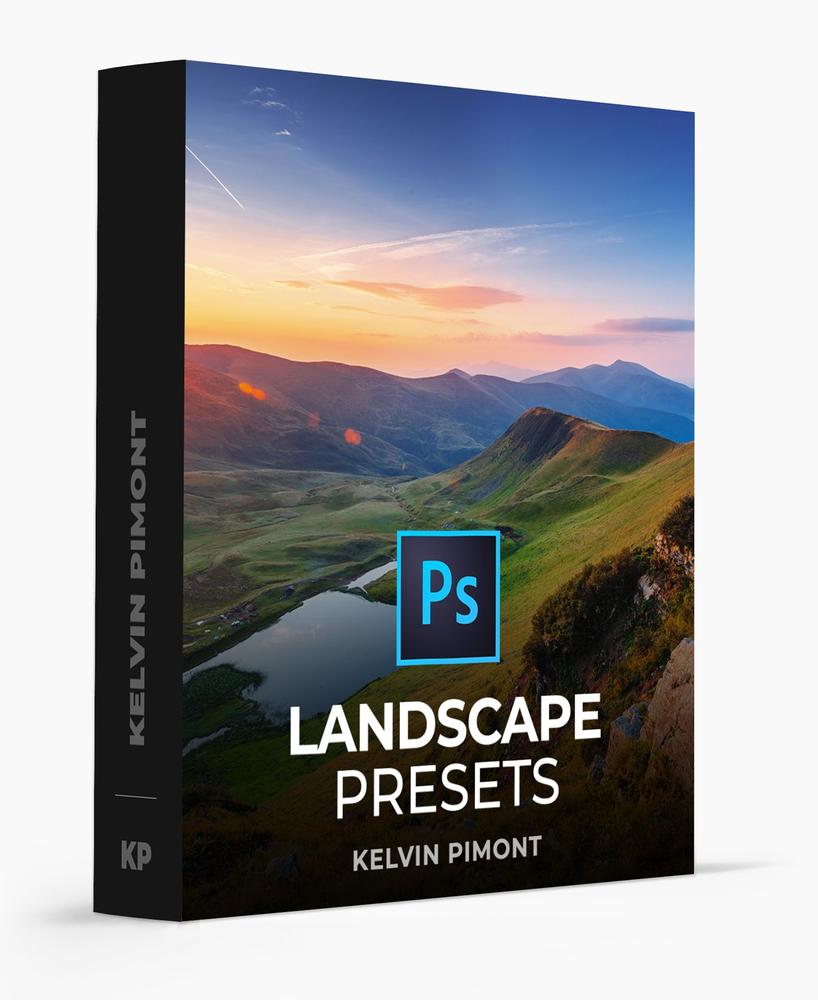 KELVIN PIMONT
KP
Ps
LANDSCAPE
PRESETS
KELVIN PIMONT